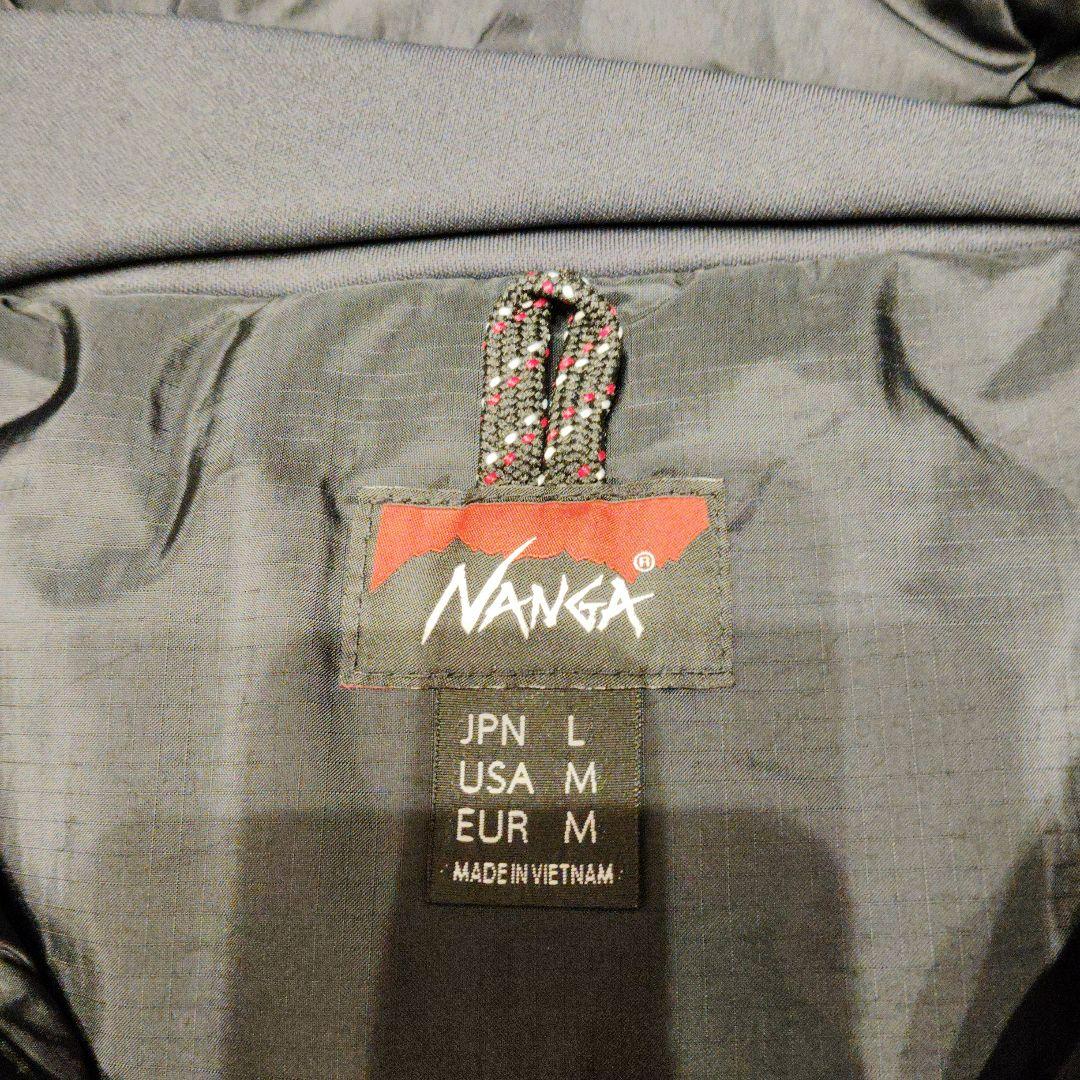 NANGA®
JPN L
USA M
EUR M
MADE IN VIETNAM